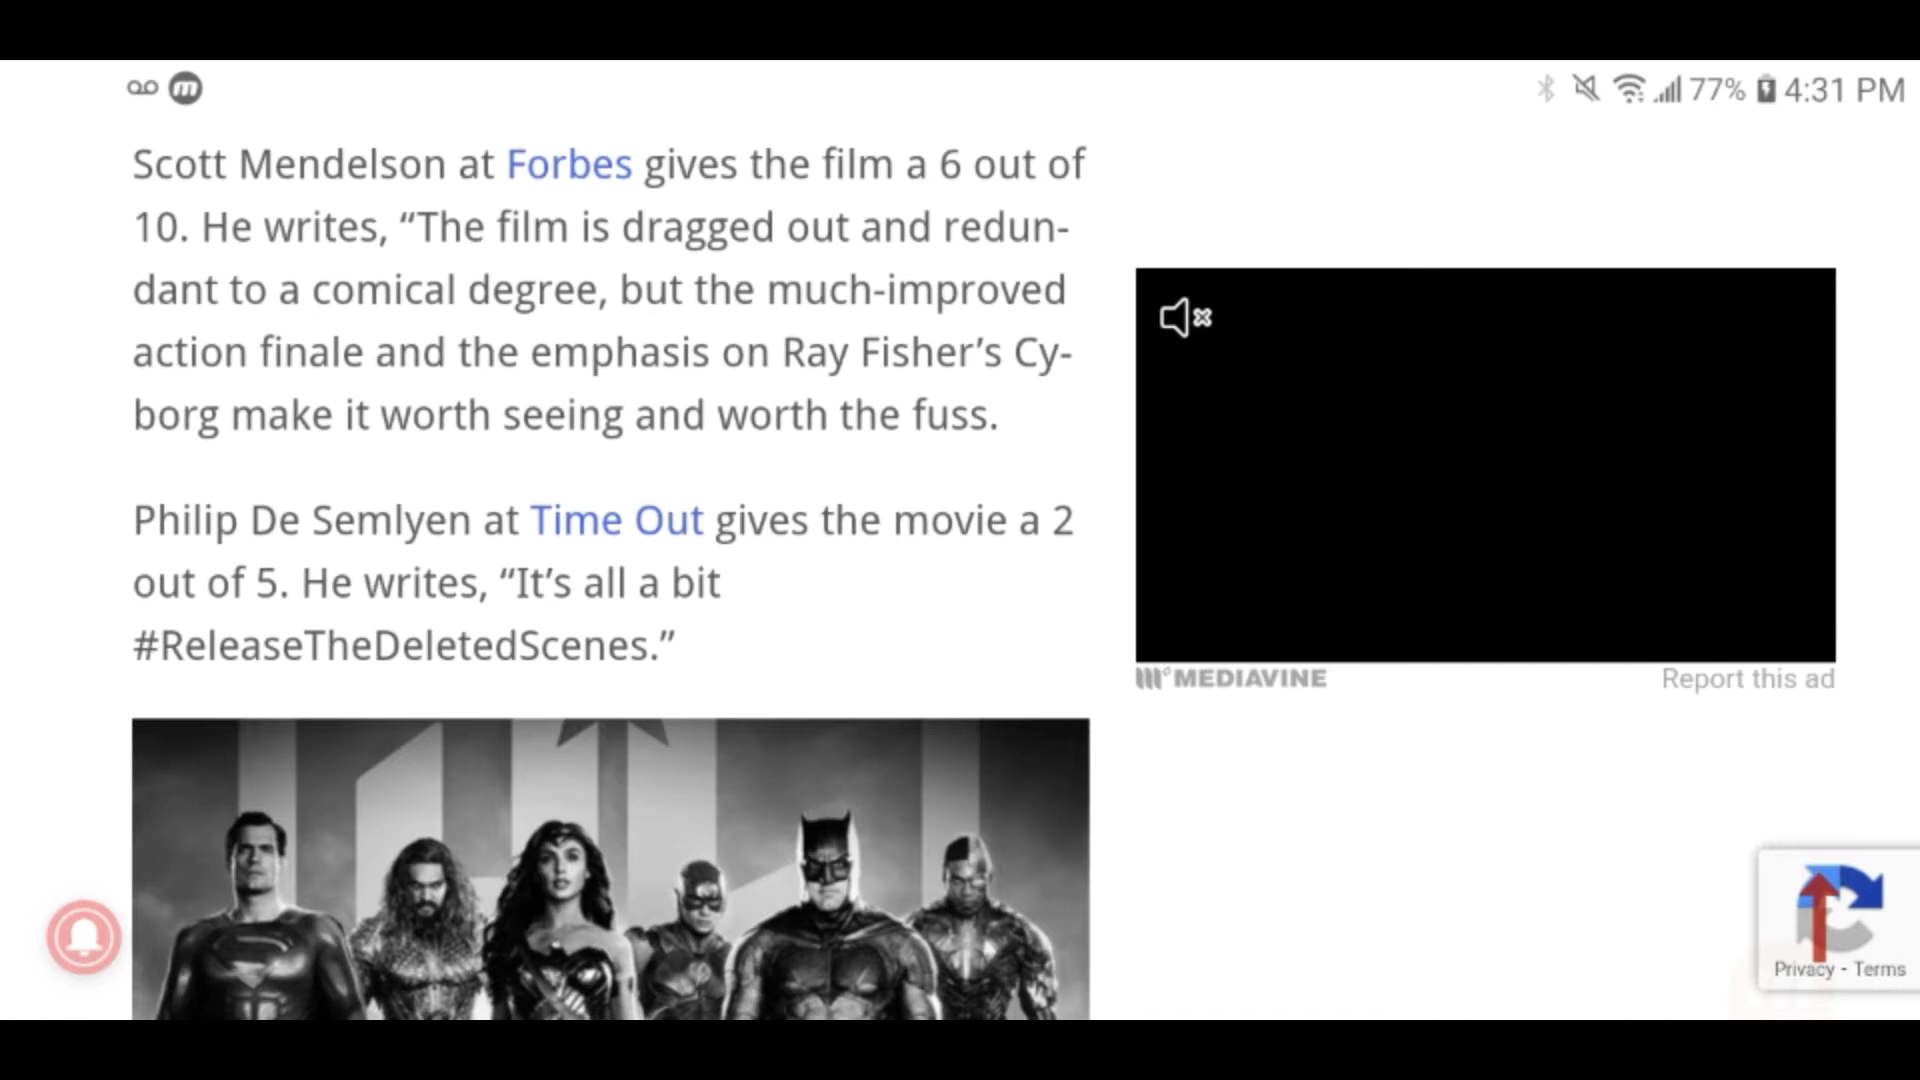 77% 4:31 PM
Scott Mendelson at Forbes gives the film a 6 out of
10. He writes, “The film is dragged out and redun-
dant to a comical degree, but the much-improved
action finale and the emphasis on Ray Fisher’s Cy-
borg make it worth seeing and worth the fuss.
Philip De Semlyen at Time Out gives the movie a 2
out of 5. He writes, “It’s all a bit
#ReleaseTheDeletedScenes.”
MEDIAVINE
Report this ad
Privacy - Terms